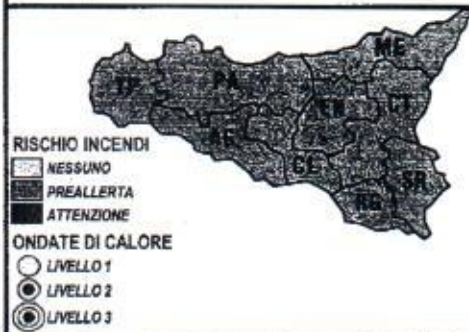 ME
PA
TP
EN
CT
AG
CL
SR
RG
RISCHIO INCENDI
NESSUNO
PREALLERTA
ATTENZIONE
ONDATE DI CALORE
LIVELLO 1
LIVELLO 2
LIVELLO 3